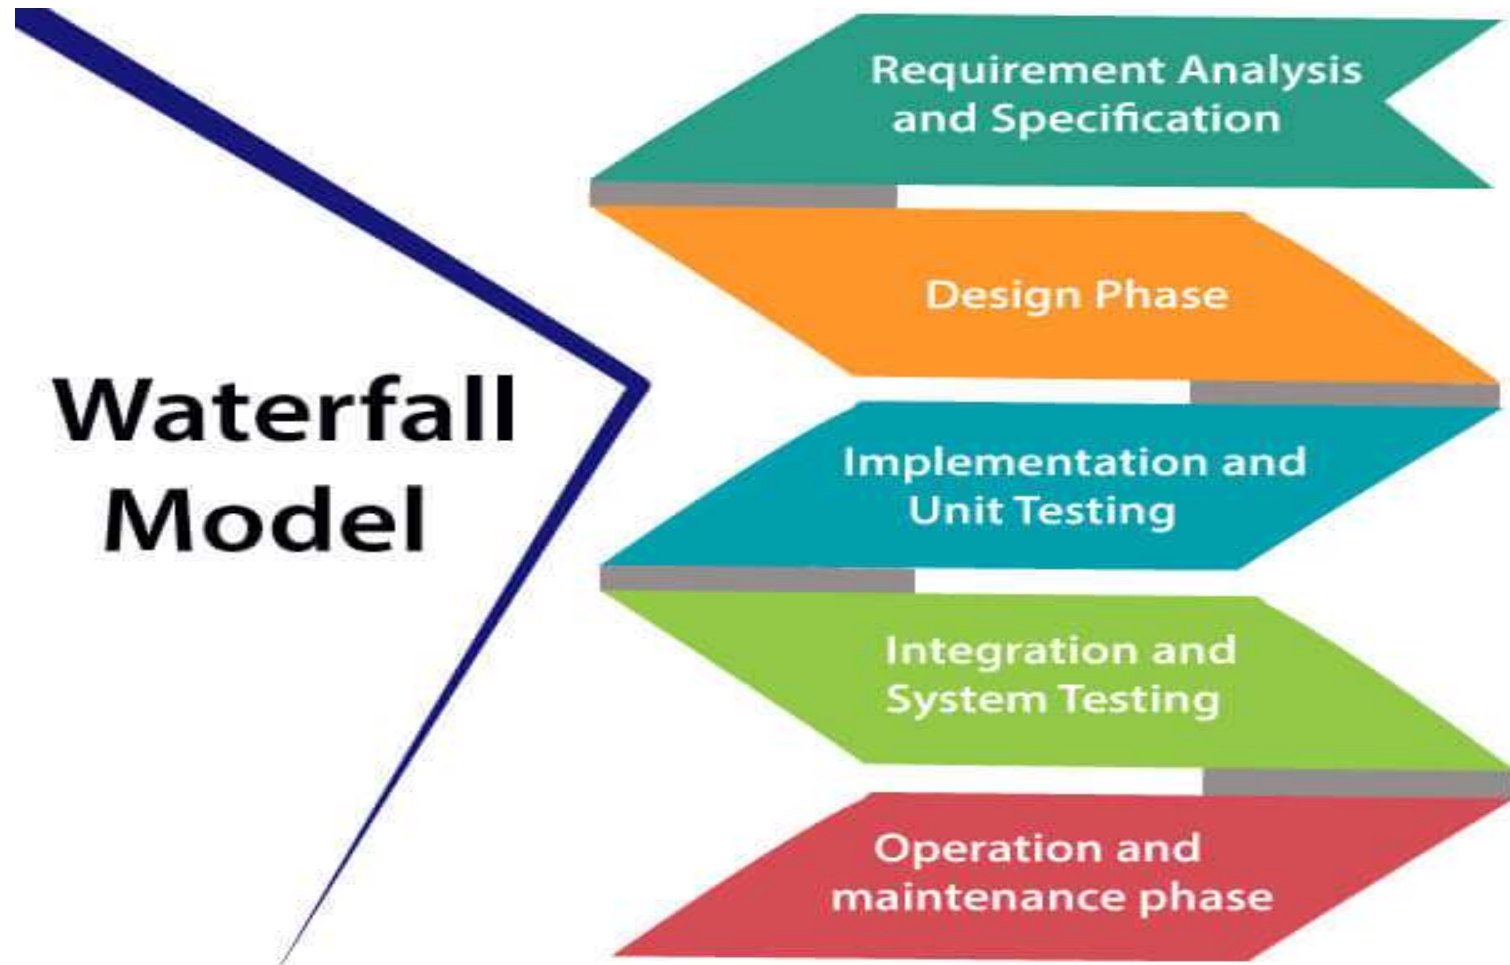 Waterfall
Model
Requirement Analysis
and Specification
Design Phase
Implementation and
Unit Testing
Integration and
System Testing
Operation and
maintenance phase